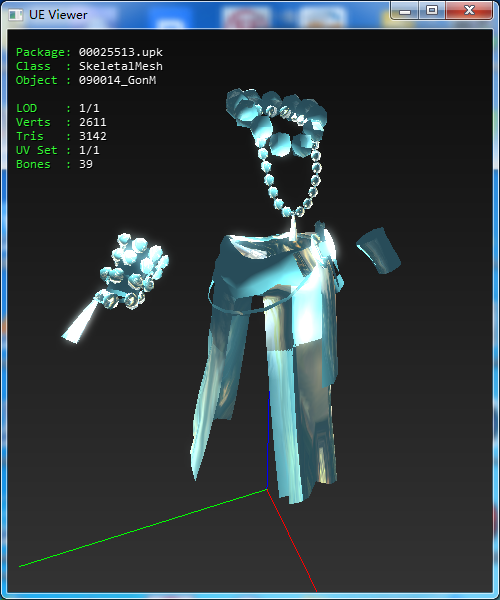 UE Viewer
Package: 00025513.upk
Class : SkeletalMesh
Object : 090014_GonM
LOD : 1/1
Verts : 2611
Tris : 3142
UV Set : 1/1
Bones : 39